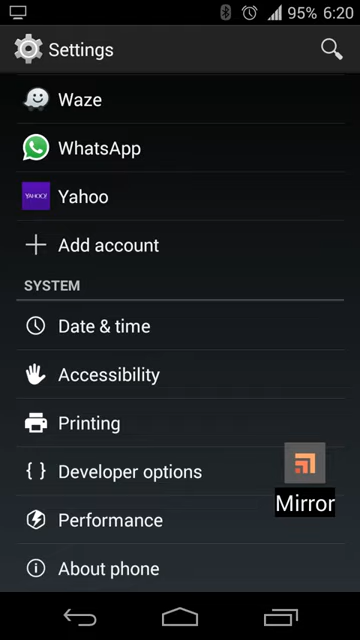 95% 6:20
Settings
Waze
WhatsApp
YAHOO!
Yahoo
Add account
SYSTEM
Date & time
Accessibility
Printing
{ } Developer options
Mirror
Performance
About phone